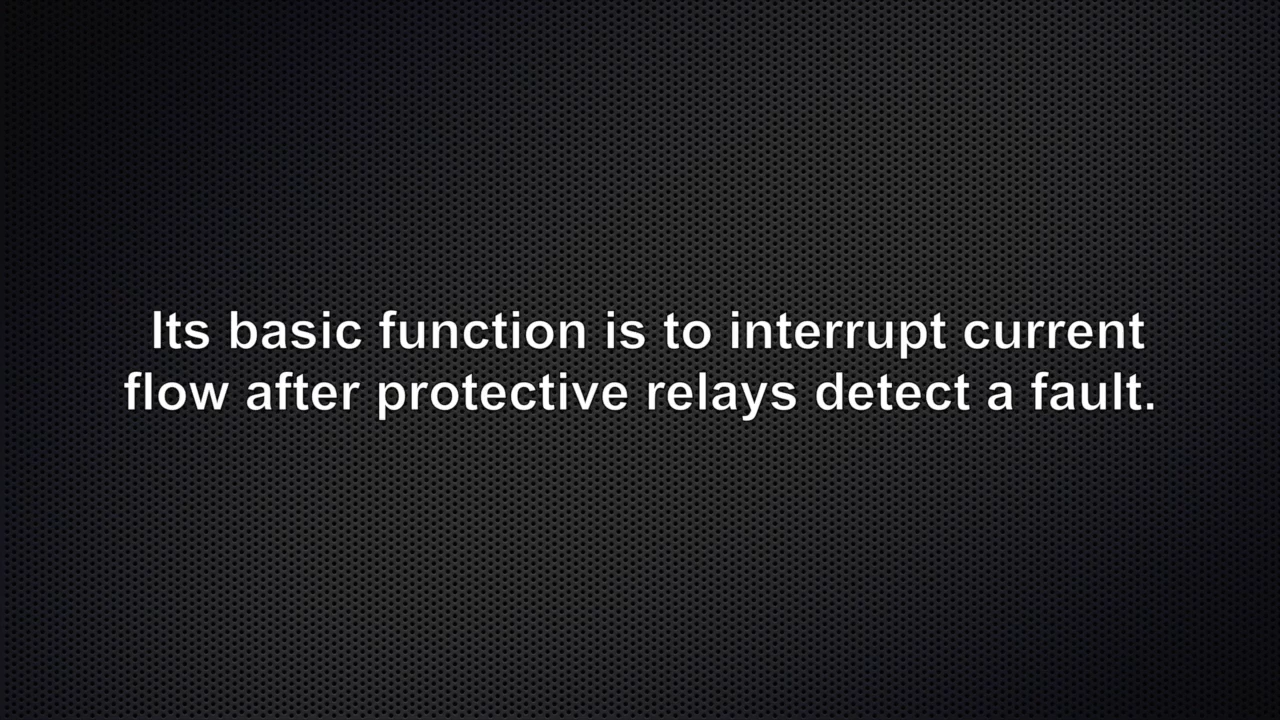 Its basic function is to interrupt current
flow after protective relays detect a fault.